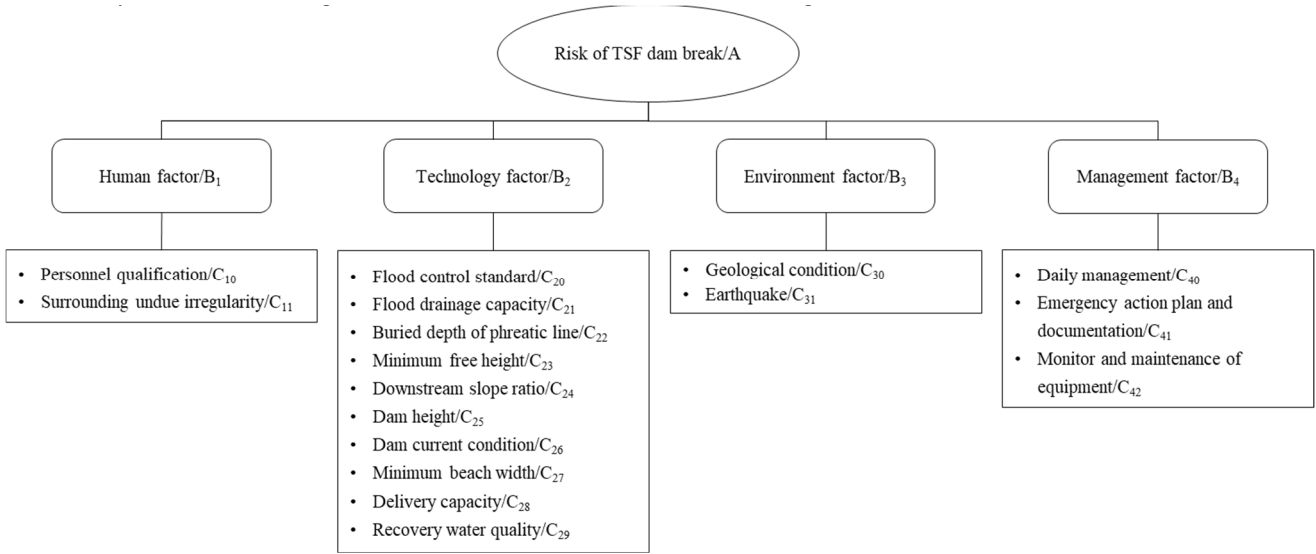 Risk of TSF dam break/A
Human factor/B₁
Technology factor/B₂
Environment factor/B₃
Management factor/B₄
• Personnel qualification/C₁₀
• Surrounding undue irregularity/C₁₁
• Flood control standard/C₂₀
• Flood drainage capacity/C₂₁
• Buried depth of phreatic line/C₂₂
• Minimum free height/C₂₃
• Downstream slope ratio/C₂₄
• Dam height/C₂₅
• Dam current condition/C₂₆
• Minimum beach width/C₂₇
• Delivery capacity/C₂₈
• Recovery water quality/C₂₉
• Geological condition/C₃₀
• Earthquake/C₃₁
• Daily management/C₄₀
• Emergency action plan and
documentation/C₄₁
• Monitor and maintenance of
equipment/C₄₂